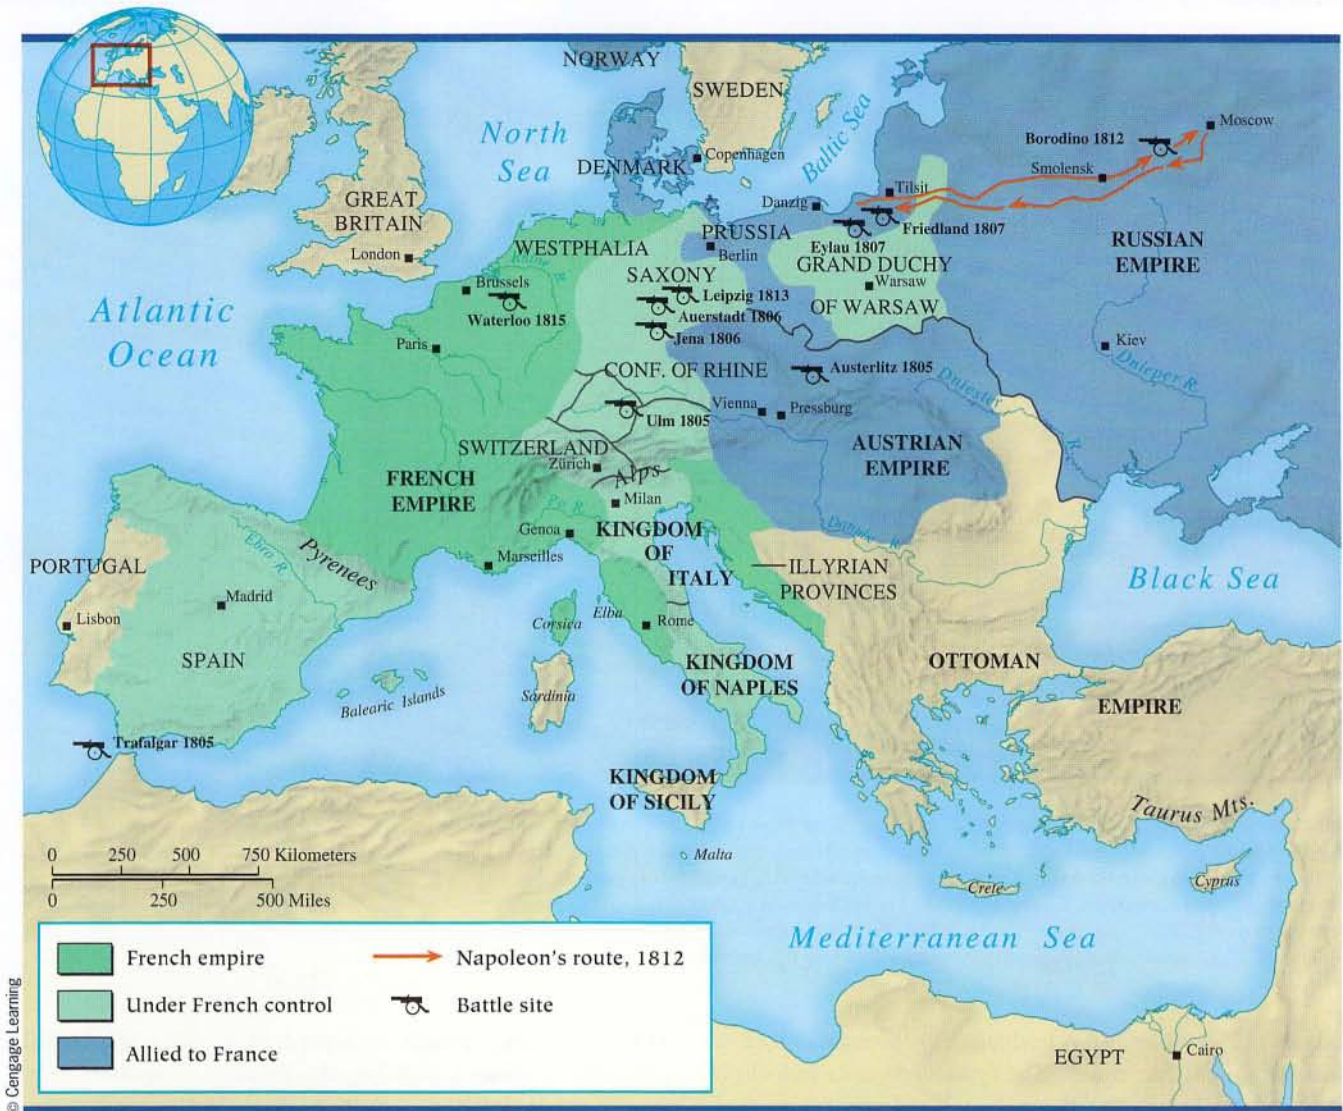 NORWAY
SWEDEN
North
Sea
Baltic Sea
DENMARK
Copenhagen
Borodino 1812
Moscow
Smolensk
Tilsit
Danzig
GREAT
BRITAIN
London
PRUSSIA
Berlin
Eylau 1807
Friedland 1807
RUSSIAN
EMPIRE
WESTPHALIA
Rhine R.
SAXONY
GRAND DUCHY
OF WARSAW
Warsaw
Brussels
Waterloo 1815
Leipzig 1813
Auerstadt 1806
Jena 1806
Atlantic
Ocean
Paris
Kiev
Dnieper R.
CONF. OF RHINE
Austerlitz 1805
Dniester
R.
Vienna
Pressburg
Ulm 1805
SWITZERLAND
Zürich
Alps
AUSTRIAN
EMPIRE
FRENCH
EMPIRE
Milan
Po R.
Genoa
KINGDOM
OF
ITALY
Danube R.
Marseilles
PORTUGAL
Ebro R.
Pyrenees
ILLYRIAN
PROVINCES
Black Sea
Madrid
Lisbon
Corsica
Elba
Rome
SPAIN
KINGDOM
OF NAPLES
OTTOMAN
EMPIRE
Balearic Islands
Sardinia
Trafalgar 1805
KINGDOM
OF SICILY
Taurus Mts.
Malta
Crete
Cyprus
0 250 500 750 Kilometers
0 250 500 Miles
Mediterranean Sea
EGYPT
Cairo
French empire
Under French control
Allied to France
Napoleon's route, 1812
Battle site
© Cengage Learning